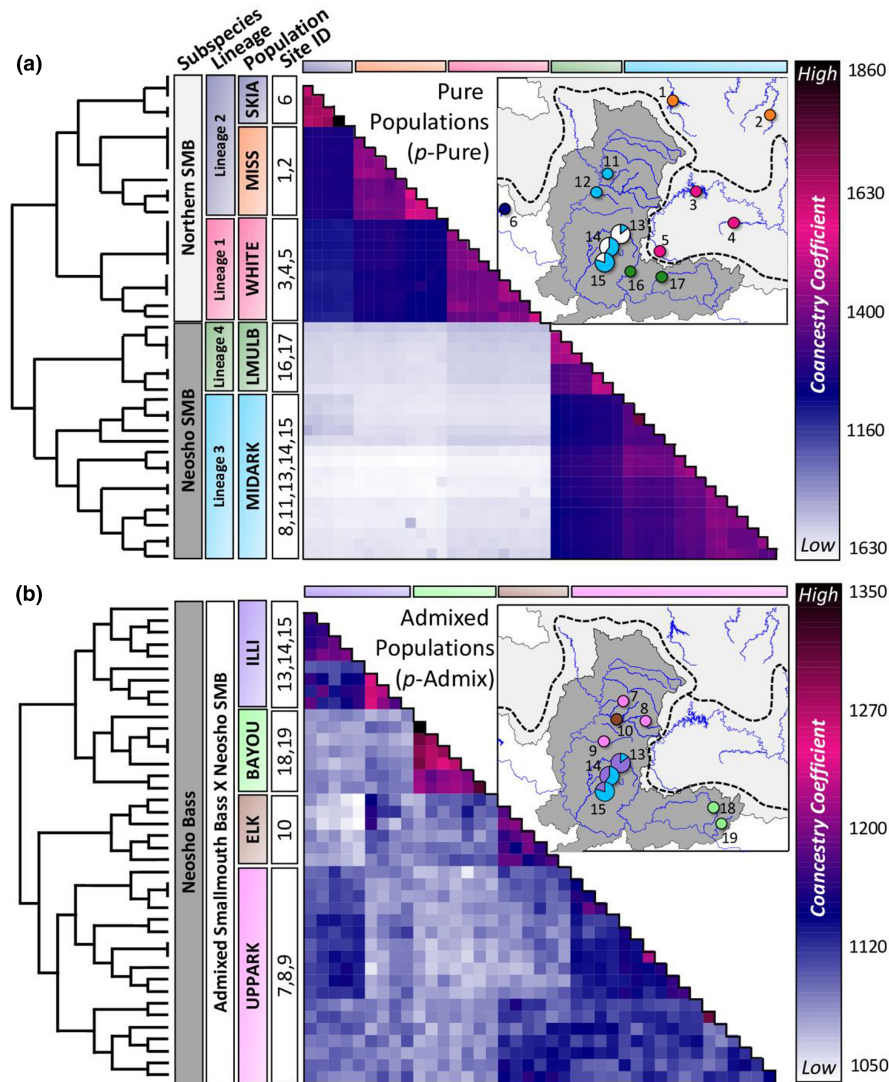 (a)
Subspecies
Lineage
Population
Site ID
Northern SMB
Neosho SMB
Lineage 2
Lineage 1
Lineage 4
Lineage 3
SKIA
MISS
WHITE
LMULB
MIDARK
6
1,2
3,4,5
16,17
8,11,13,14,15
Pure
Populations
(p-Pure)
1
2
11
12
3
6
13
4
14
5
15
16
17
High
Coancestry Coefficient
Low
1860
1630
1400
1160
1630
(b)
Neosho Bass
Admixed Smallmouth Bass X Neosho SMB
ILLI
BAYOU
ELK
UPPARK
13,14,15
18,19
10
7,8,9
Admixed
Populations
(p-Admix)
7
8
10
9
13
14
15
18
19
High
Coancestry Coefficient
Low
1350
1270
1200
1120
1050